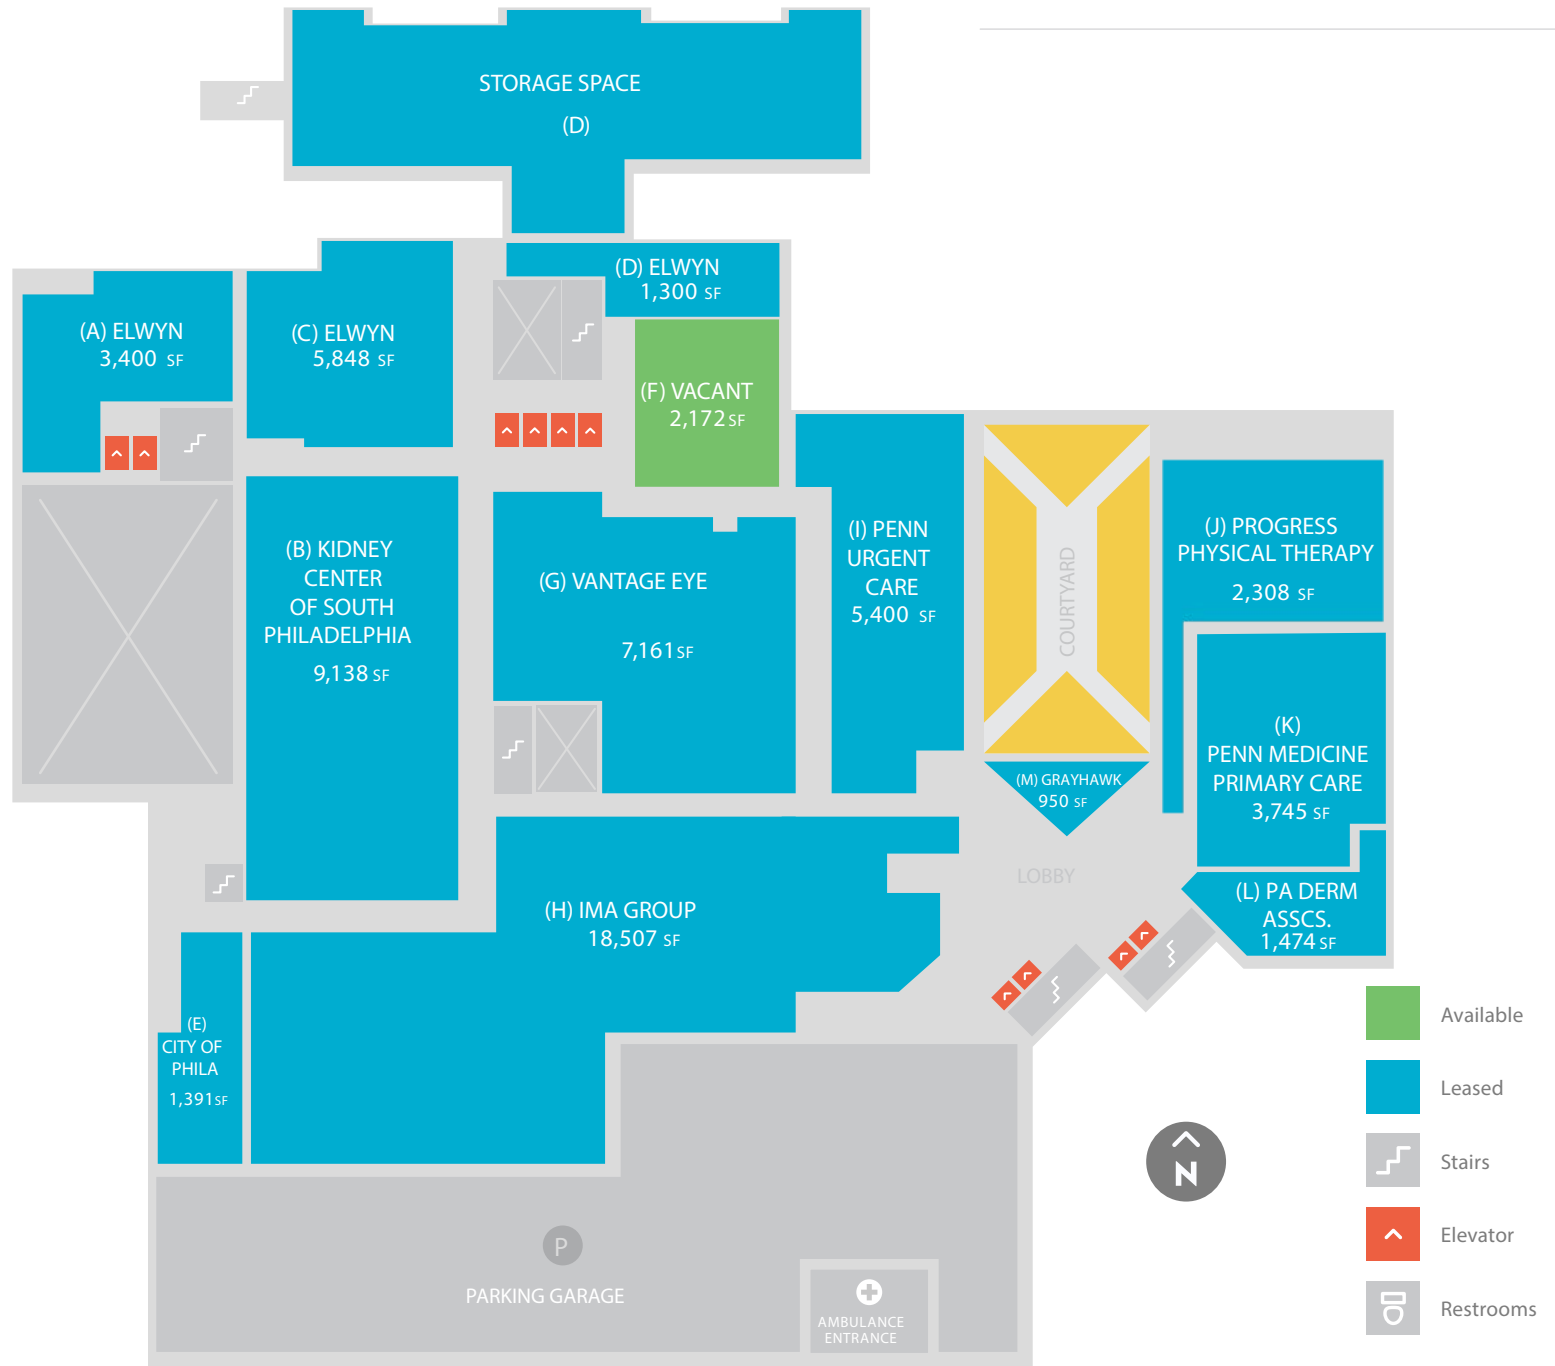 STORAGE SPACE
(D)
(D) ELWYN
1,300 SF
(A) ELWYN
3,400 SF
(C) ELWYN
5,848 SF
(F) VACANT
2,172 SF
(B) KIDNEY
CENTER
OF SOUTH
PHILADELPHIA
9,138 SF
(G) VANTAGE EYE
7,161 SF
(I) PENN
URGENT
CARE
5,400 SF
COURTYARD
(J) PROGRESS
PHYSICAL THERAPY
2,308 SF
(K)
PENN MEDICINE
PRIMARY CARE
3,745 SF
(M) GRAYHAWK
950 SF
LOBBY
(L) PA DERM
ASSCS.
1,474 SF
(H) IMA GROUP
18,507 SF
(E)
CITY OF
PHILA
1,391 SF
P
PARKING GARAGE
AMBULANCE
ENTRANCE
N
Available
Leased
Stairs
Elevator
Restrooms